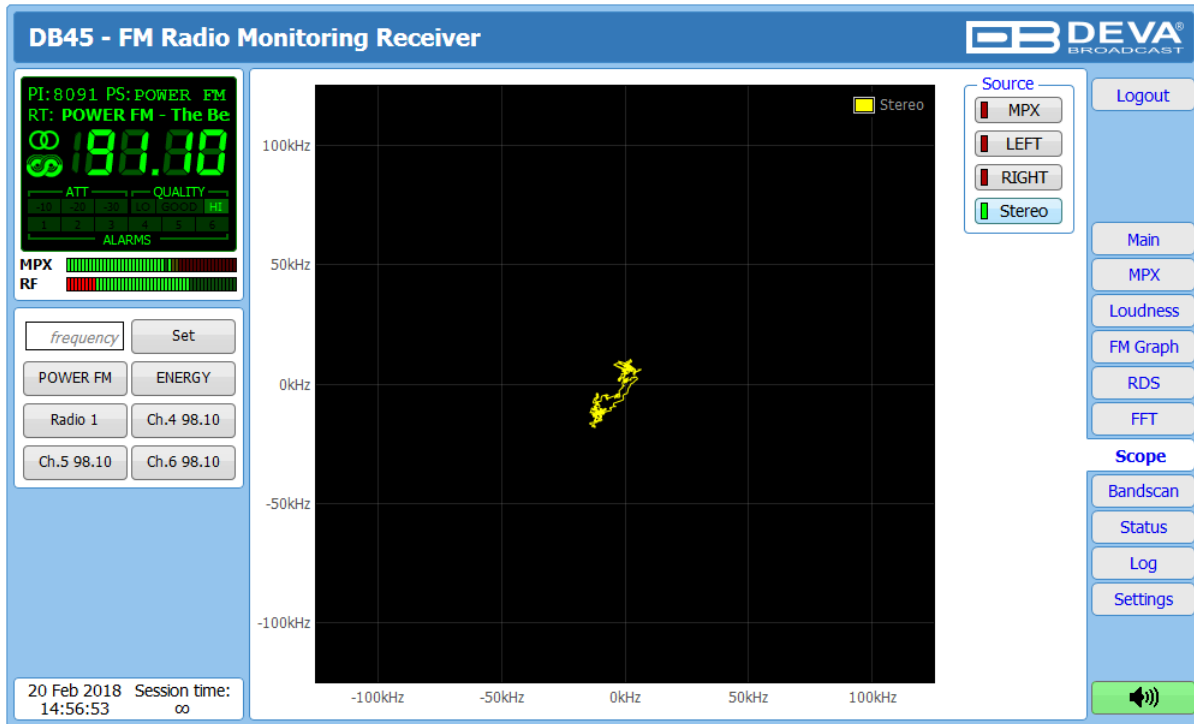 DB45 - FM Radio Monitoring Receiver
DEVA®
BROADCAST
PI:8091 PS:POWER FM
RT: POWER FM - The Be
91.10
ATT QUALITY
-10 -20 -30 LO GOOD HI
1 2 3 4 5 6
ALARMS
MPX
RF
frequency Set
POWER FM ENERGY
Radio 1 Ch.4 98.10
Ch.5 98.10 Ch.6 98.10
20 Feb 2018 Session time:
14:56:53 ∞
Stereo
100kHz
50kHz
0kHz
-50kHz
-100kHz
-100kHz -50kHz 0kHz 50kHz 100kHz
Source
MPX
LEFT
RIGHT
Stereo
Logout
Main
MPX
Loudness
FM Graph
RDS
FFT
Scope
Bandscan
Status
Log
Settings